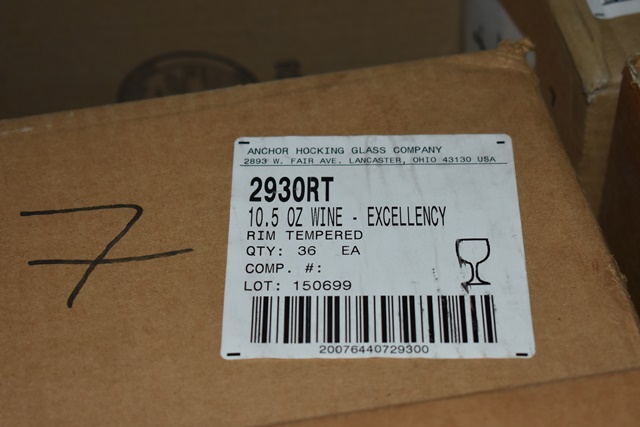 ANCHOR HOCKING GLASS COMPANY
2893 W. FAIR AVE. LANCASTER, OHIO 43130 USA
2930RT
10.5 OZ WINE - EXCELLENCY
RIM TEMPERED
QTY: 36 EA
COMP. #:
LOT: 150699
20076440729300
7